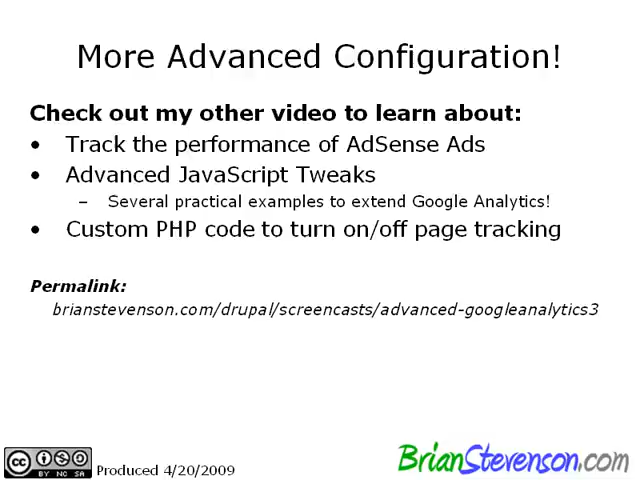 More Advanced Configuration!
Check out my other video to learn about:
• Track the performance of AdSense Ads
• Advanced JavaScript Tweaks
– Several practical examples to extend Google Analytics!
• Custom PHP code to turn on/off page tracking
Permalink:
brianstevenson.com/drupal/screencasts/advanced-googleanalytics3
cc BY NC SA
Produced 4/20/2009
BrianStevenson.com